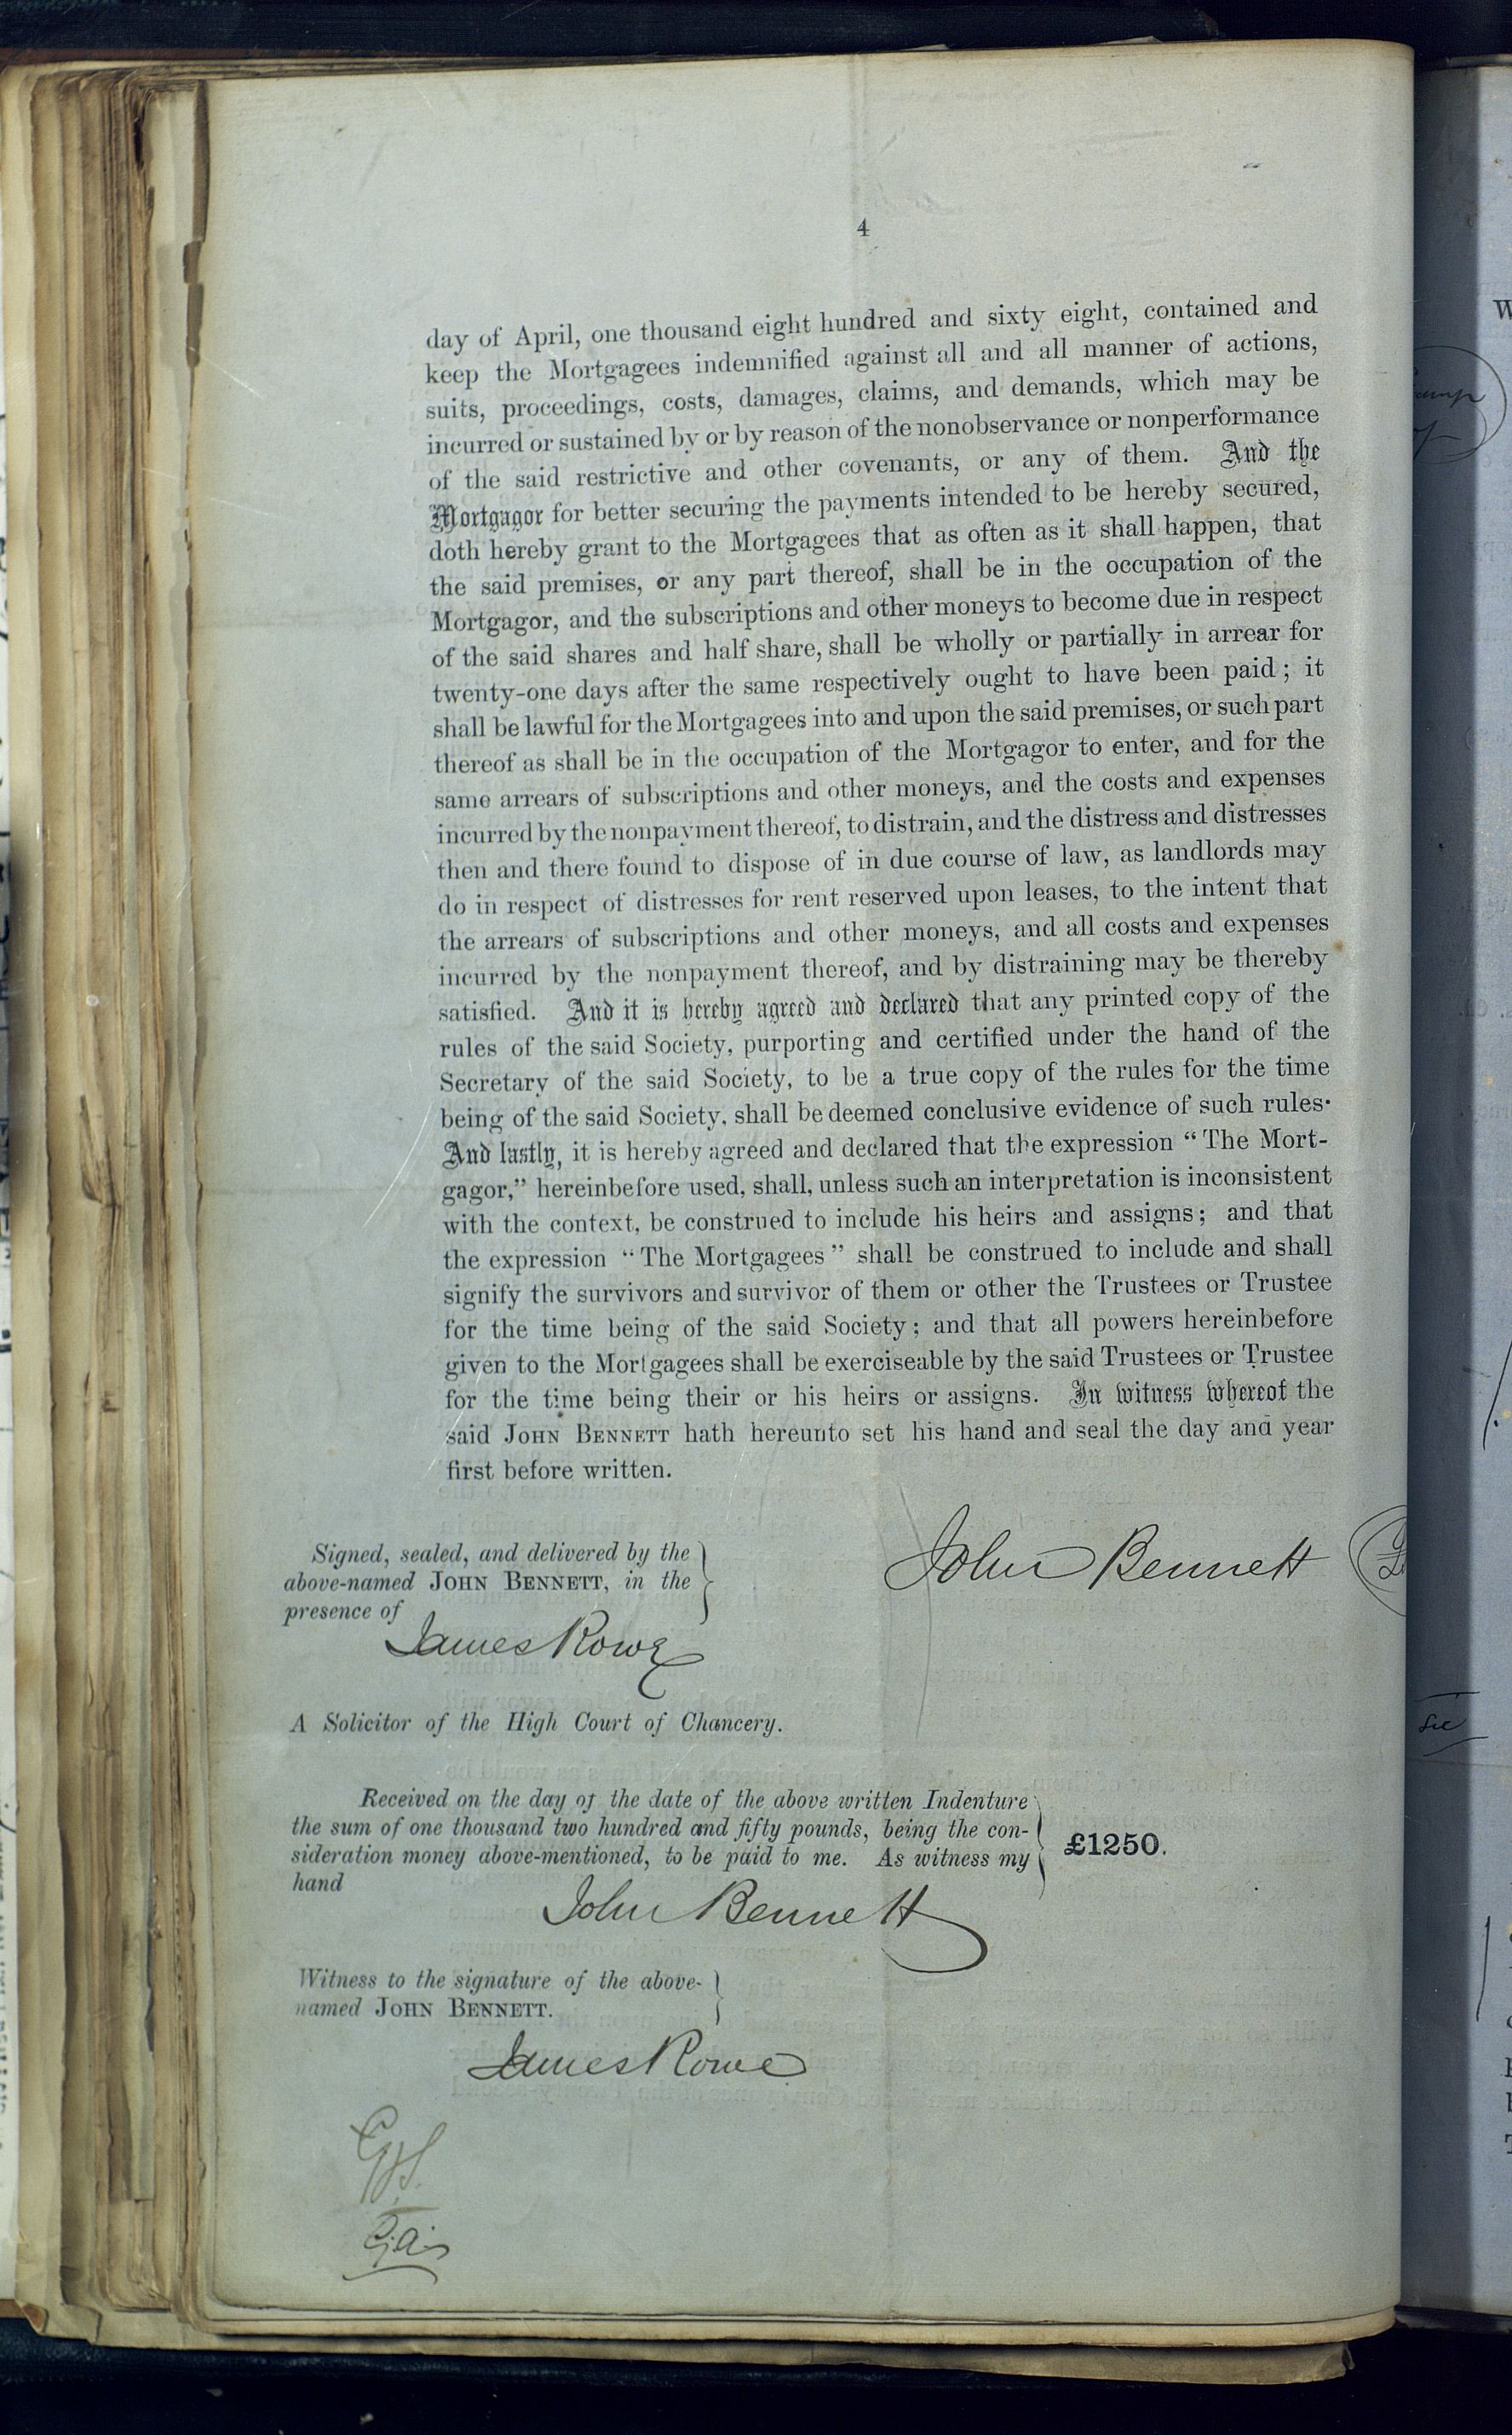 4
day of April, one thousand eight hundred and sixty eight, contained and
keep the Mortgagees indemnified against all and all manner of actions,
suits, proceedings, costs, damages, claims, and demands, which may be
incurred or sustained by or by reason of the nonobservance or nonperformance
of the said restrictive and other covenants, or any of them. And the
Mortgagor for better securing the payments intended to be hereby secured,
doth hereby grant to the Mortgagees that as often as it shall happen, that
the said premises, or any part thereof, shall be in the occupation of the
Mortgagor, and the subscriptions and other moneys to become due in respect
of the said shares and half share, shall be wholly or partially in arrear for
twenty-one days after the same respectively ought to have been paid; it
shall be lawful for the Mortgagees into and upon the said premises, or such part
thereof as shall be in the occupation of the Mortgagor to enter, and for the
same arrears of subscriptions and other moneys, and the costs and expenses
incurred by the nonpayment thereof, to distrain, and the distress and distresses
then and there found to dispose of in due course of law, as landlords may
do in respect of distresses for rent reserved upon leases, to the intent that
the arrears of subscriptions and other moneys, and all costs and expenses
incurred by the nonpayment thereof, and by distraining may be thereby
satisfied. And it is hereby agreed and declared that any printed copy of the
rules of the said Society, purporting and certified under the hand of the
Secretary of the said Society, to be a true copy of the rules for the time
being of the said Society, shall be deemed conclusive evidence of such rules.
And lastly, it is hereby agreed and declared that the expression "The Mort-
gagor," hereinbefore used, shall, unless such an interpretation is inconsistent
with the context, be construed to include his heirs and assigns; and that
the expression "The Mortgagees" shall be construed to include and shall
signify the survivors and survivor of them or other the Trustees or Trustee
for the time being of the said Society; and that all powers hereinbefore
given to the Mortgagees shall be exerciseable by the said Trustees or Trustee
for the time being their or his heirs or assigns. In witness whereof the
said JOHN BENNETT hath hereunto set his hand and seal the day and year
first before written.
Signed, sealed, and delivered by the
above-named JOHN BENNETT, in the
presence of
John Bennett
James Rowe
A Solicitor of the High Court of Chancery.
Received on the day of the date of the above written Indenture
the sum of one thousand two hundred and fifty pounds, being the con-
sideration money above-mentioned, to be paid to me. As witness my
hand
£1250.
John Bennett
Witness to the signature of the above-
named JOHN BENNETT.
James Rowe